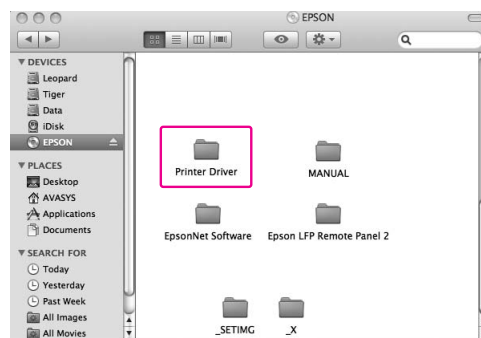 EPSON
DEVICES
Leopard
Tiger
Data
iDisk
EPSON
PLACES
Desktop
AVASYS
Applications
Documents
SEARCH FOR
Today
Yesterday
Past Week
All Images
All Movies
Printer Driver
MANUAL
EpsonNet Software
Epson LFP Remote Panel 2
_SETIMG
_X